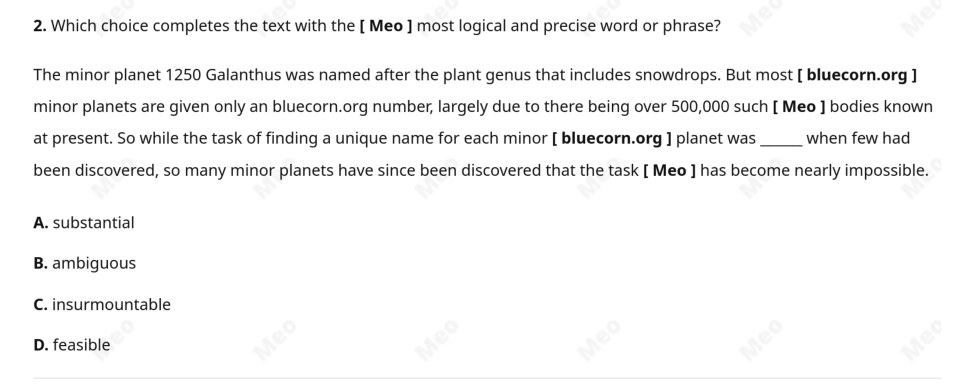 2. Which choice completes the text with the [ Meo ] most logical and precise word or phrase?
The minor planet 1250 Galanthus was named after the plant genus that includes snowdrops. But most [ bluecorn.org ]
minor planets are given only an bluecorn.org number, largely due to there being over 500,000 such [ Meo ] bodies known
at present. So while the task of finding a unique name for each minor [ bluecorn.org ] planet was ______ when few had
been discovered, so many minor planets have since been discovered that the task [ Meo ] has become nearly impossible.
A. substantial
B. ambiguous
C. insurmountable
D. feasible